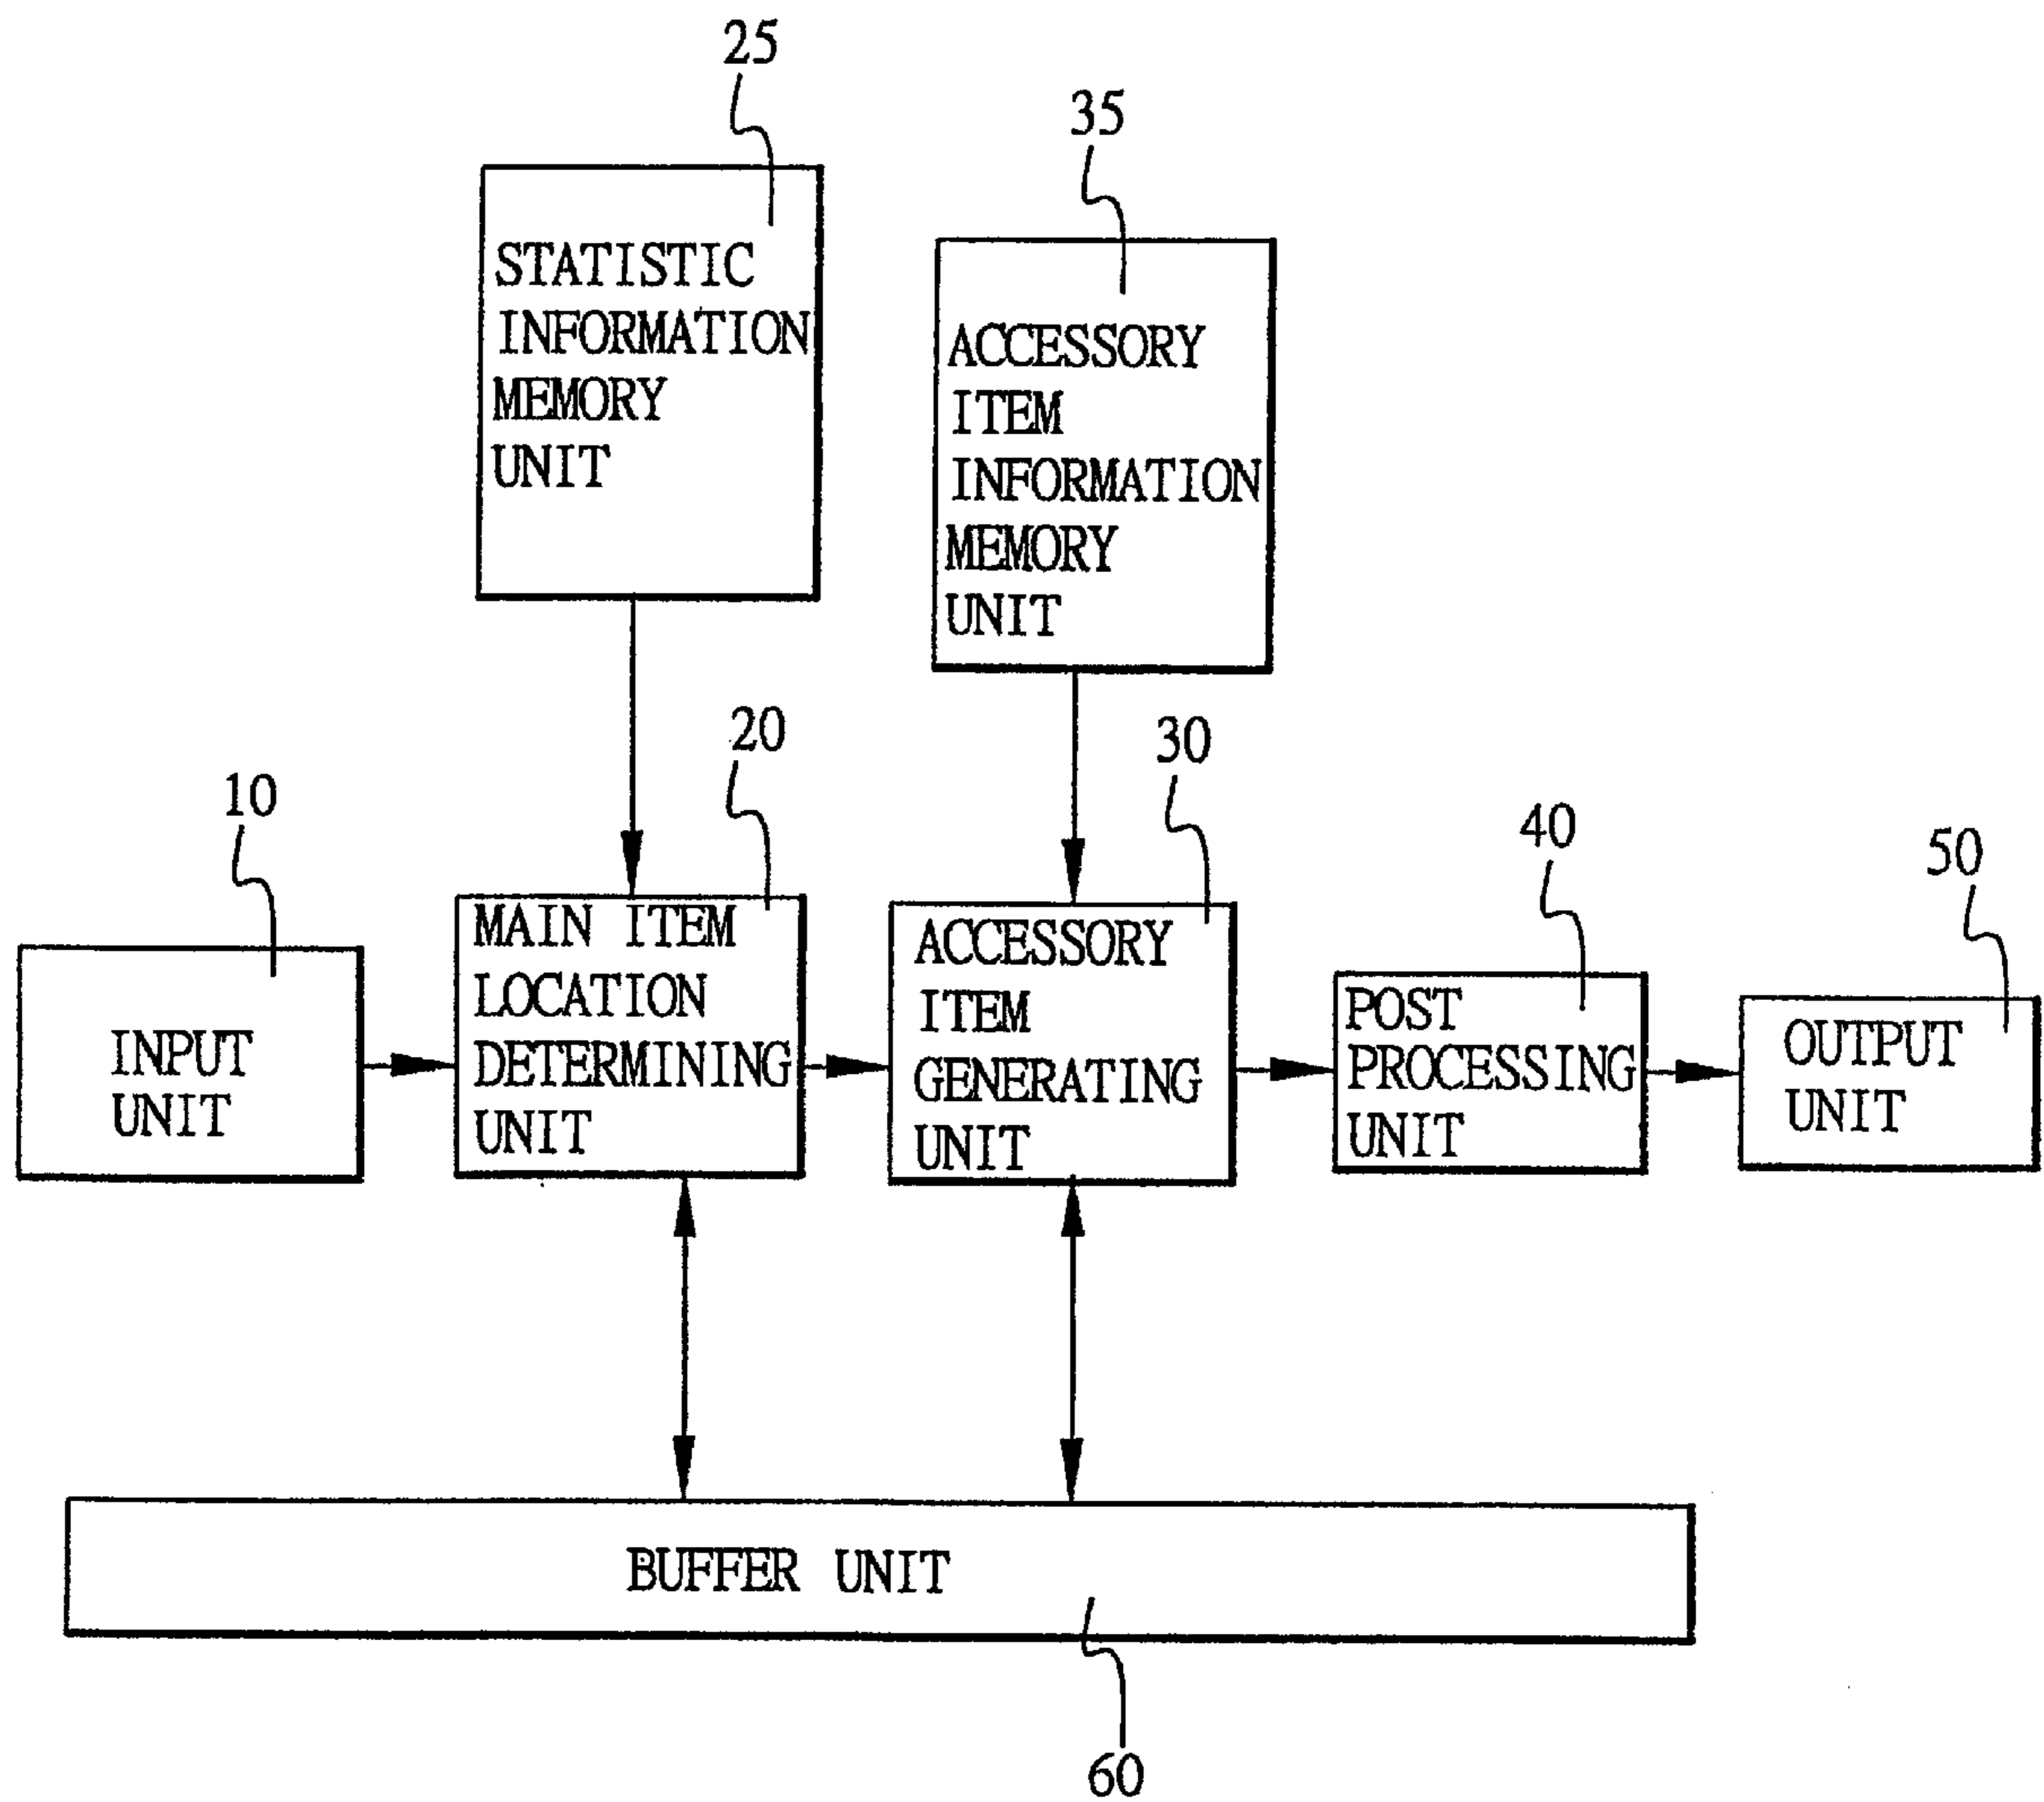 25
35
STATISTIC
INFORMATION
MEMORY
UNIT
ACCESSORY
ITEM
INFORMATION
MEMORY
UNIT
10
20
30
40
50
INPUT
UNIT
MAIN ITEM
LOCATION
DETERMINING
UNIT
ACCESSORY
ITEM
GENERATING
UNIT
POST
PROCESSING
UNIT
OUTPUT
UNIT
BUFFER UNIT
60